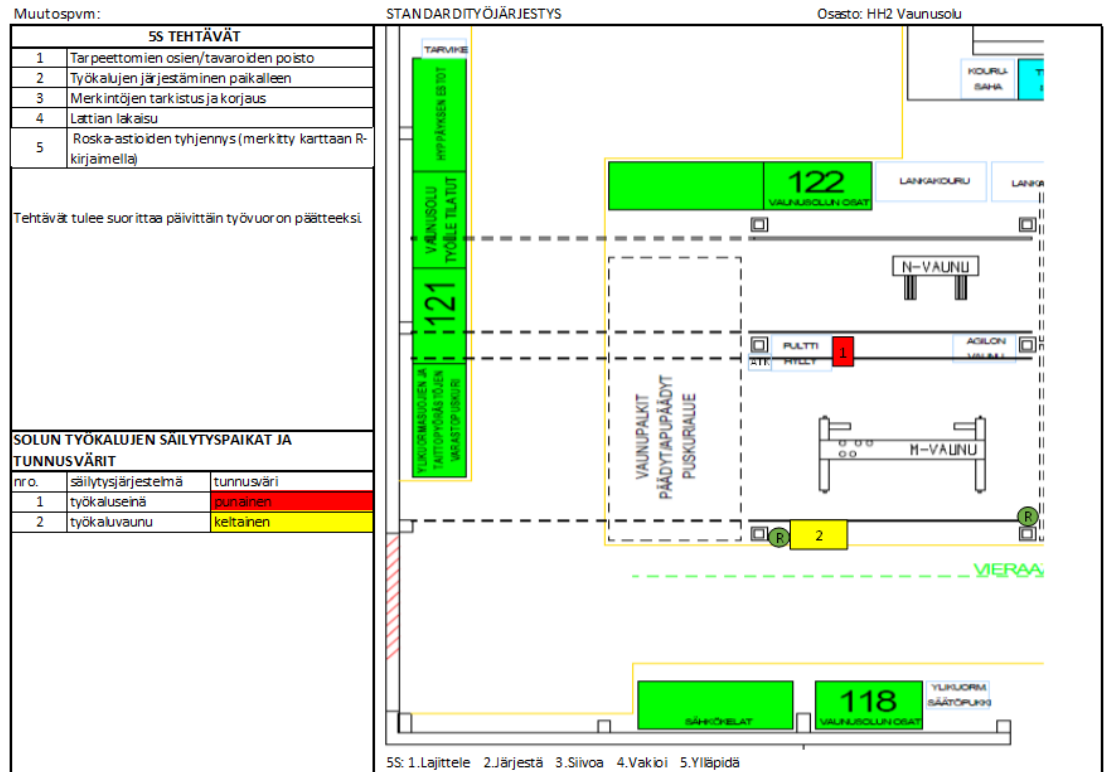 Muutospvm:
STANDARDITYÖJÄRJESTYS
Osasto: HH2 Vaunusolu
5S TEHTÄVÄT
1 Tarpeettomien osien/tavaroiden poisto
2 Työkalujen järjestäminen paikalleen
3 Merkintöjen tarkistus ja korjaus
4 Lattian lakaisu
5 Roska-astioiden tyhjennys (merkitty karttaan R-
kirjaimella)
Tehtävät tulee suorittaa päivittäin työvuoron päätteeksi.
SOLUN TYÖKALUJEN SÄILYTYSPAIKAT JA
TUNNUSVÄRIT
nro. säilytysjärjestelmä tunnusväri
1 työkaluseinä punainen
2 työkaluvaunu keltainen
TARVIKE
HYPPÄYKSEN ESTOT
VAUNUSOLU
TYÖLLE TILATUT
121
YLIKUORMASUOJIEN JA
TAITTOPYÖRÄSTÖJEN
VARASTOPUSKURI
KOURU-
SAHA
122
VAUNUSOLUN OSAT
LANKAKOURU
LANKA
N-VAUNU
PULTTI
HYLLY
ATK
1
AGILON
VAUNU
VAUNUPALKIT
PÄÄDYT/APUPÄÄDYT
PUSKURIALUE
M-VAUNU
R
R
2
VIERAA
SÄHKÖKELAT
118
VAUNUSOLUN OSAT
YLIKUORM.
SÄÄTÖPUKKI
5S: 1.Lajittele 2.Järjestä 3.Siivoa 4.Vakioi 5.Ylläpidä